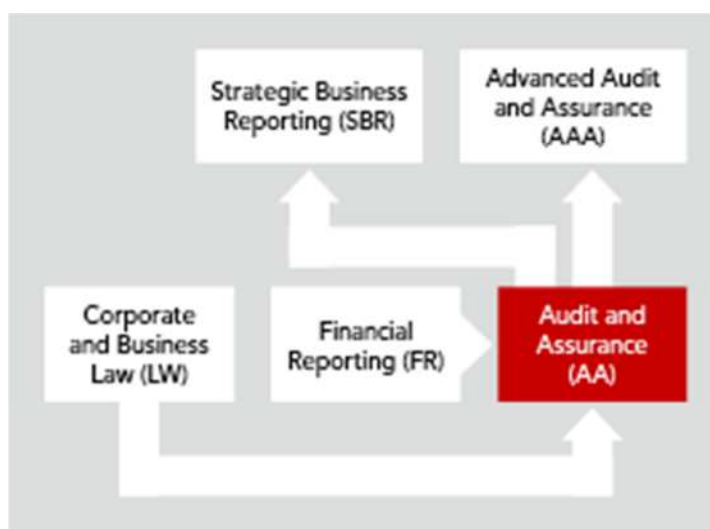 Strategic Business
Reporting (SBR)
Advanced Audit
and Assurance
(AAA)
Corporate
and Business
Law (LW)
Financial
Reporting (FR)
Audit and
Assurance
(AA)